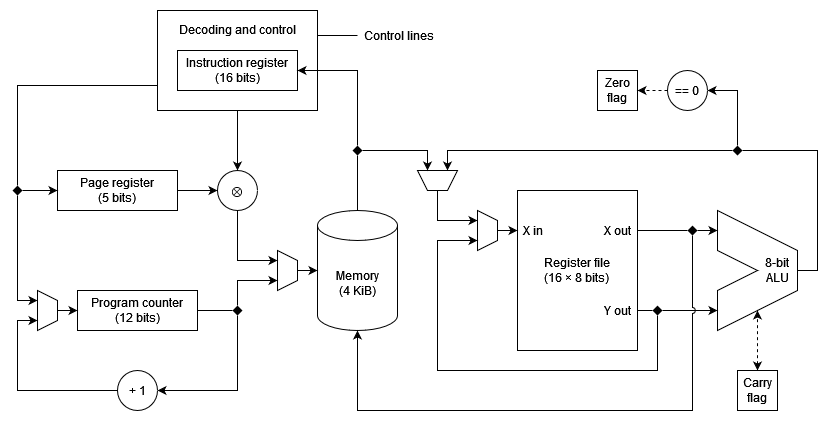 Decoding and control
Instruction register
(16 bits)
Control lines
Zero
flag
== 0
Page register
(5 bits)
⊗
X in
X out
Register file
(16 × 8 bits)
Y out
8-bit
ALU
Memory
(4 KiB)
Program counter
(12 bits)
+ 1
Carry
flag